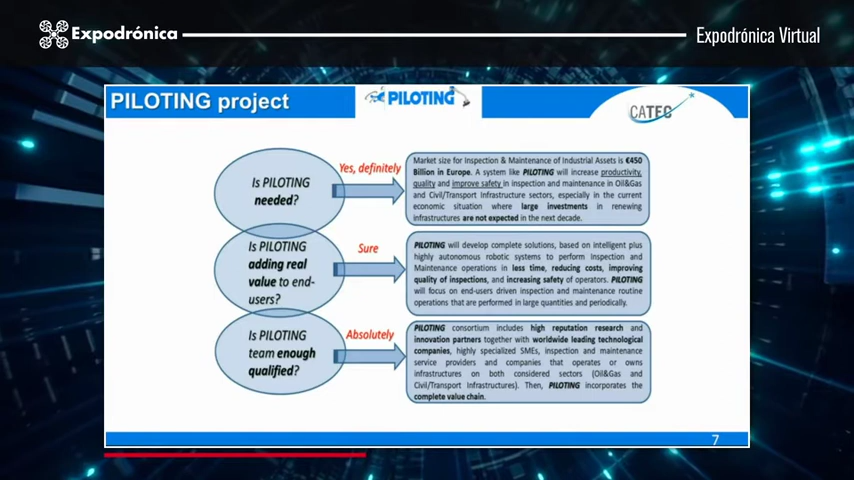 Expodrónica
Expodrónica Virtual
PILOTING project
PILOTING
CATEC
Is PILOTING
needed?
Yes, definitely
Market size for Inspection & Maintenance of Industrial Assets is €450
Billion in Europe. A system like PILOTING will increase productivity,
quality and improve safety in inspection and maintenance in Oil&Gas
and Civil/Transport Infrastructure sectors, especially in the current
economic situation where large investments in renewing
infrastructures are not expected in the next decade.
Is PILOTING
adding real
value to end-
users?
Sure
PILOTING will develop complete solutions, based on intelligent plus
highly autonomous robotic systems to perform Inspection and
Maintenance operations in less time, reducing costs, improving
quality of inspections, and increasing safety of operators. PILOTING
will focus on end-users driven inspection and maintenance routine
operations that are performed in large quantities and periodically.
Is PILOTING
team enough
qualified?
Absolutely
PILOTING consortium includes high reputation research and
innovation partners together with worldwide leading technological
companies, highly specialized SMEs, inspection and maintenance
service providers and companies that operates or owns
infrastructures on both considered sectors (Oil&Gas and
Civil/Transport Infrastructures). Then, PILOTING incorporates the
complete value chain.
7